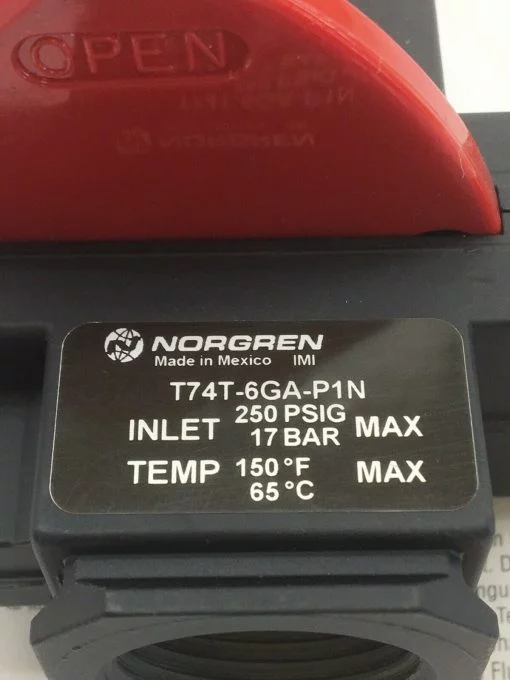 OPEN
NORGREN
Made in Mexico IMI
T74T-6GA-P1N
INLET 250 PSIG 17 BAR MAX
TEMP 150 °F 65 °C MAX